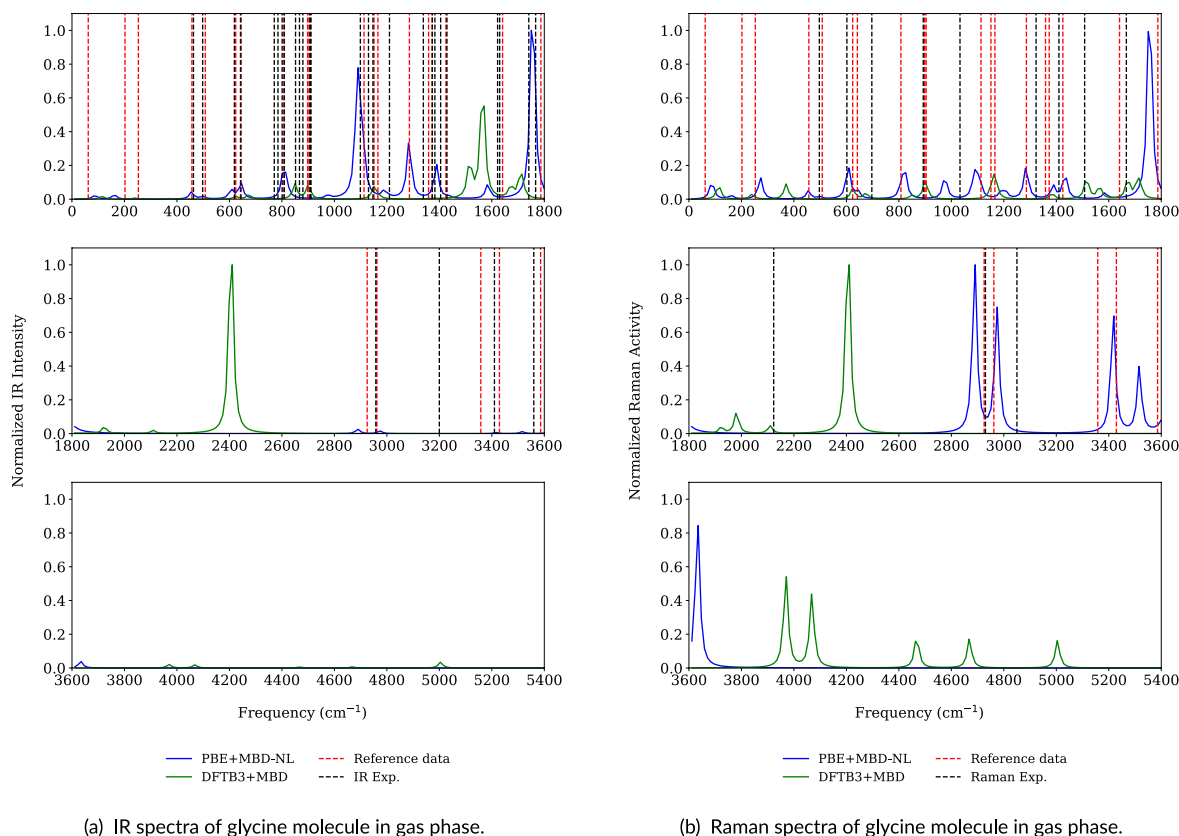 1.0
0.8
0.6
0.4
0.2
0.0
0 200 400 600 800 1000 1200 1400 1600 1800
1.0
0.8
0.6
0.4
0.2
0.0
1800 2000 2200 2400 2600 2800 3000 3200 3400 3600
1.0
0.8
0.6
0.4
0.2
0.0
3600 3800 4000 4200 4400 4600 4800 5000 5200 5400
Normalized IR Intensity
Frequency (cm⁻¹)
PBE+MBD-NL Reference data
DFTB3+MBD IR Exp.
(a) IR spectra of glycine molecule in gas phase.
1.0
0.8
0.6
0.4
0.2
0.0
0 200 400 600 800 1000 1200 1400 1600 1800
1.0
0.8
0.6
0.4
0.2
0.0
1800 2000 2200 2400 2600 2800 3000 3200 3400 3600
1.0
0.8
0.6
0.4
0.2
0.0
3600 3800 4000 4200 4400 4600 4800 5000 5200 5400
Normalized Raman Activity
Frequency (cm⁻¹)
PBE+MBD-NL Reference data
DFTB3+MBD Raman Exp.
(b) Raman spectra of glycine molecule in gas phase.